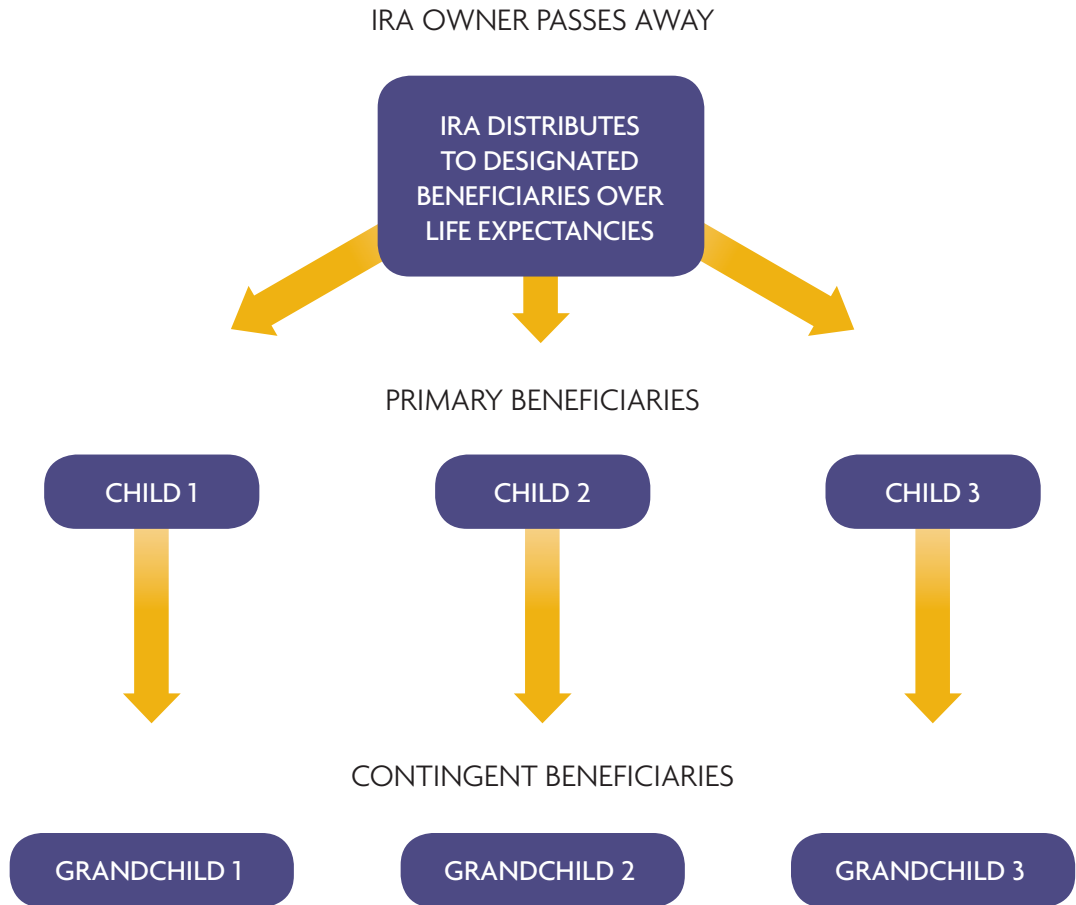 IRA OWNER PASSES AWAY
IRA DISTRIBUTES
TO DESIGNATED
BENEFICIARIES OVER
LIFE EXPECTANCIES
PRIMARY BENEFICIARIES
CHILD 1
CHILD 2
CHILD 3
CONTINGENT BENEFICIARIES
GRANDCHILD 1
GRANDCHILD 2
GRANDCHILD 3